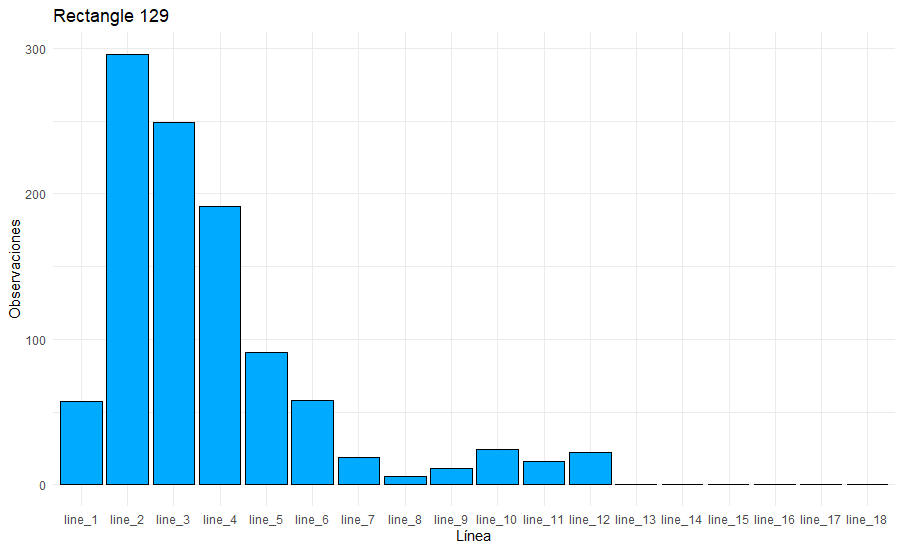 Rectangle 129
300
200
100
0
Observaciones
line_1 line_2 line_3 line_4 line_5 line_6 line_7 line_8 line_9 line_10 line_11 line_12 line_13 line_14 line_15 line_16 line_17 line_18
Línea